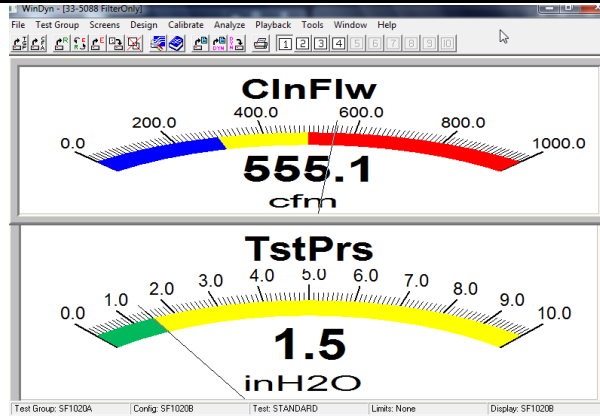 WinDyn - [33-5088 FilterOnly]
File Test Group Screens Design Calibrate Analyze Playback Tools Window Help
1 2 3 4 5 6 7 8 9 10
ClnFlw
0.0 200.0 400.0 600.0 800.0 1000.0
555.1
cfm
TstPrs
0.0 1.0 2.0 3.0 4.0 5.0 6.0 7.0 8.0 9.0 10.0
1.5
inH2O
Test Group: SF1020A Config: SF1020B Test: STANDARD Limits: None Display: SF1020B